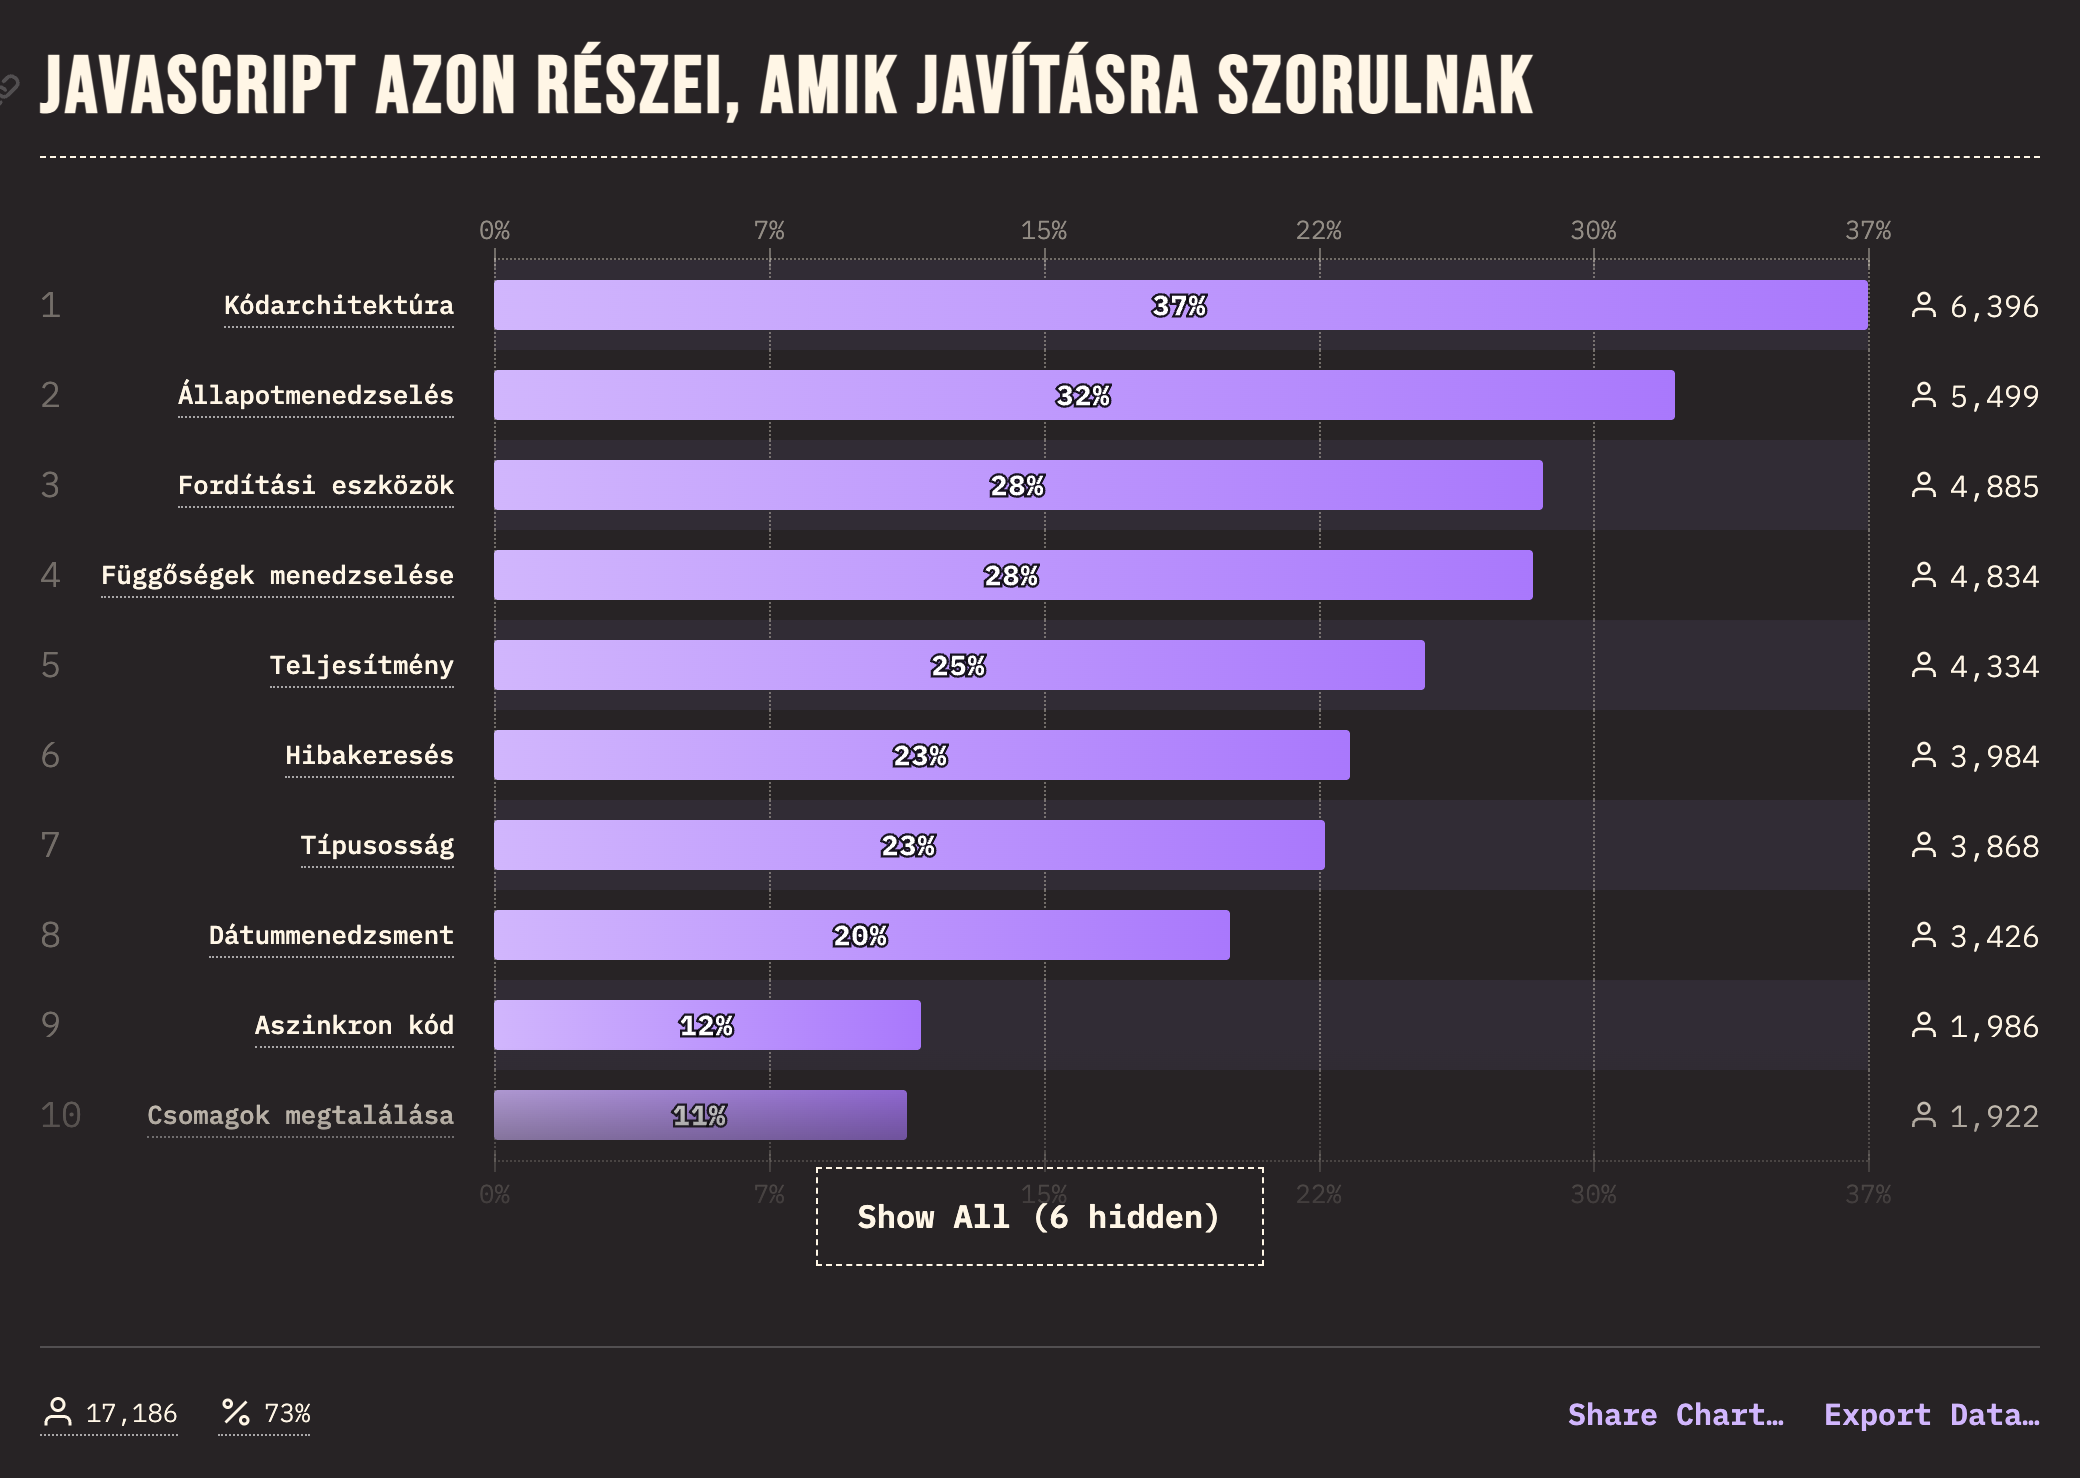 JAVASCRIPT AZON RÉSZEI, AMIK JAVÍTÁSRA SZORULNAK
0% 7% 15% 22% 30% 37%
1 Kódarchitektúra 37% 6,396
2 Állapotmenedzselés 32% 5,499
3 Fordítási eszközök 28% 4,885
4 Függőségek menedzselése 28% 4,834
5 Teljesítmény 25% 4,334
6 Hibakeresés 23% 3,984
7 Típusosság 23% 3,868
8 Dátummenedzsment 20% 3,426
9 Aszinkron kód 12% 1,986
10 Csomagok megtalálása 11% 1,922
0% 7% 15% 22% 30% 37%
Show All (6 hidden)
17,186 % 73% Share Chart… Export Data…